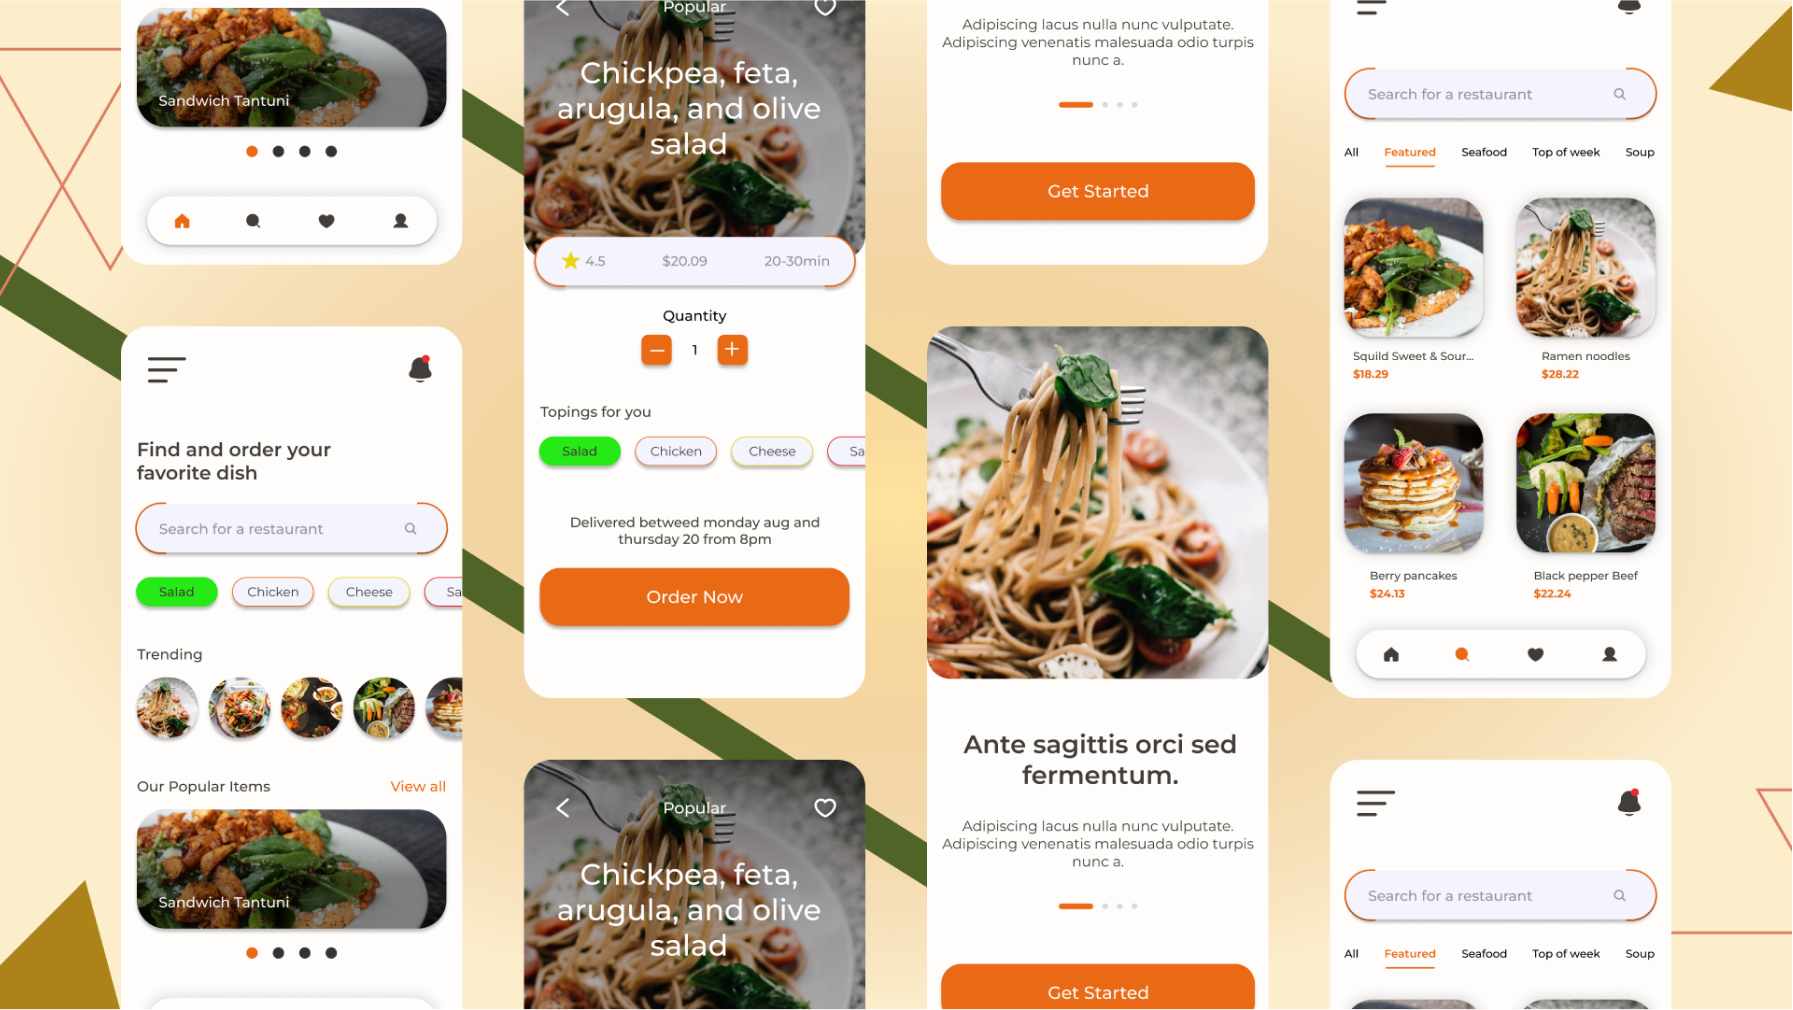 Sandwich Tantuni
Find and order your
favorite dish
Search for a restaurant
Salad
Chicken
Cheese
Sa
Trending
Our Popular Items
View all
Sandwich Tantuni
Popular
Chickpea, feta,
arugula, and olive
salad
4.5
$20.09
20-30min
Quantity
1
Topings for you
Salad
Chicken
Cheese
Sa
Delivered betweed monday aug and
thursday 20 from 8pm
Order Now
Popular
Chickpea, feta,
arugula, and olive
salad
Adipiscing lacus nulla nunc vulputate.
Adipiscing venenatis malesuada odio turpis
nunc a.
Get Started
Ante sagittis orci sed
fermentum.
Adipiscing lacus nulla nunc vulputate.
Adipiscing venenatis malesuada odio turpis
nunc a.
Get Started
Search for a restaurant
All
Featured
Seafood
Top of week
Soup
Squild Sweet & Sour...
$18.29
Ramen noodles
$28.22
Berry pancakes
$24.13
Black pepper Beef
$22.24
Search for a restaurant
All
Featured
Seafood
Top of week
Soup